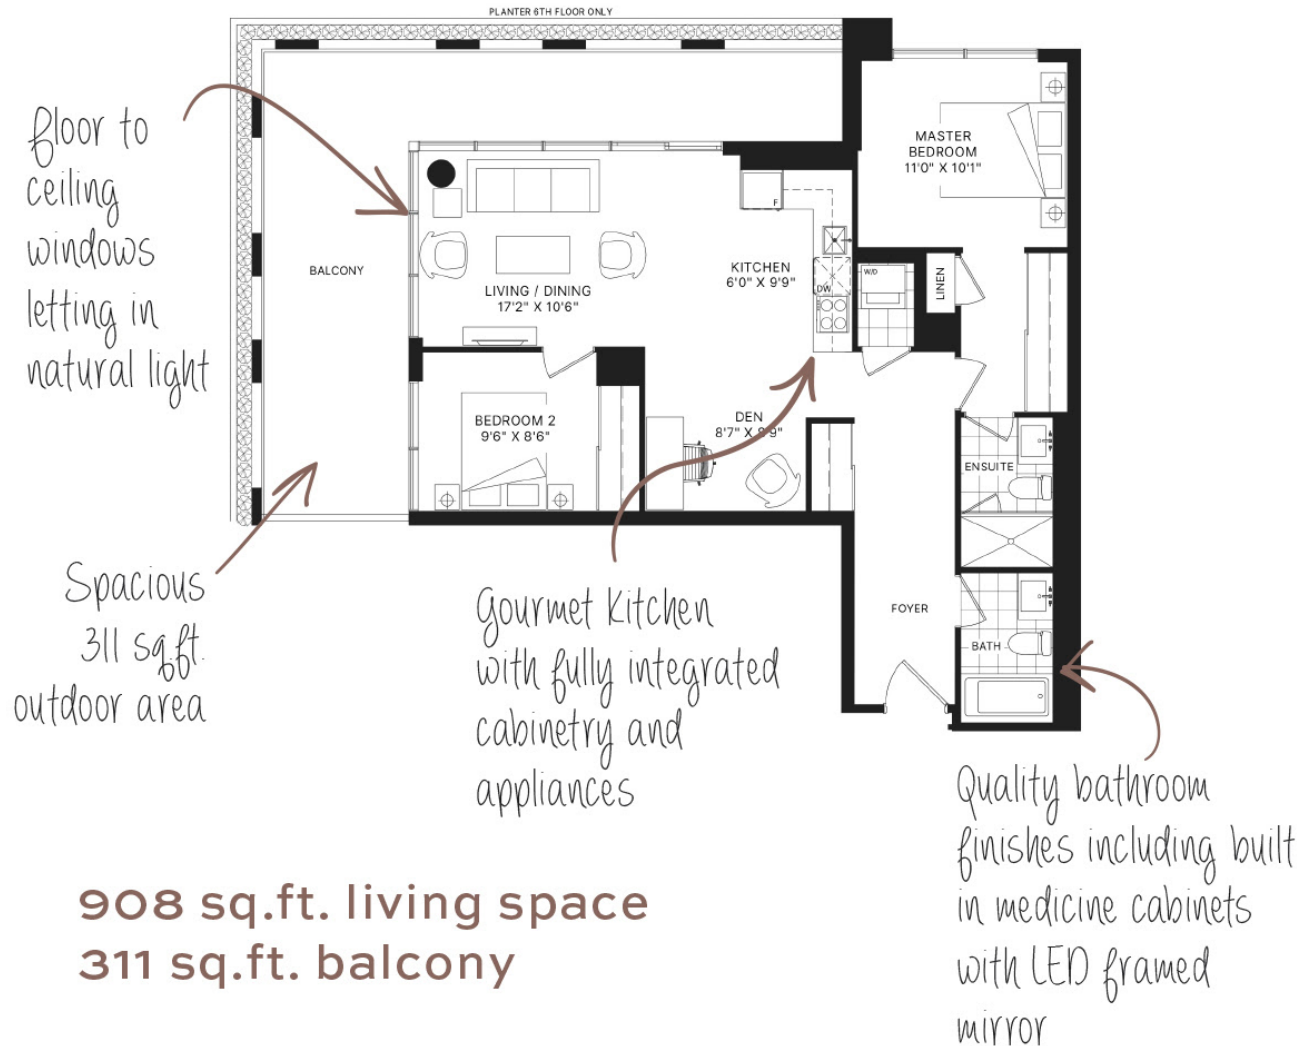 PLANTER 6TH FLOOR ONLY
floor to
ceiling
windows
letting in
natural light
BALCONY
LIVING / DINING
17'2" X 10'6"
KITCHEN
6'0" X 9'9"
F
DW
W/D
LINEN
MASTER
BEDROOM
11'0" X 10'1"
BEDROOM 2
9'6" X 8'6"
DEN
8'7" X 8'9"
ENSUITE
FOYER
BATH
Spacious
311 sq.ft.
outdoor area
Gourmet Kitchen
with fully integrated
cabinetry and
appliances
Quality bathroom
finishes including built
in medicine cabinets
with LED framed
mirror
908 sq.ft. living space
311 sq.ft. balcony